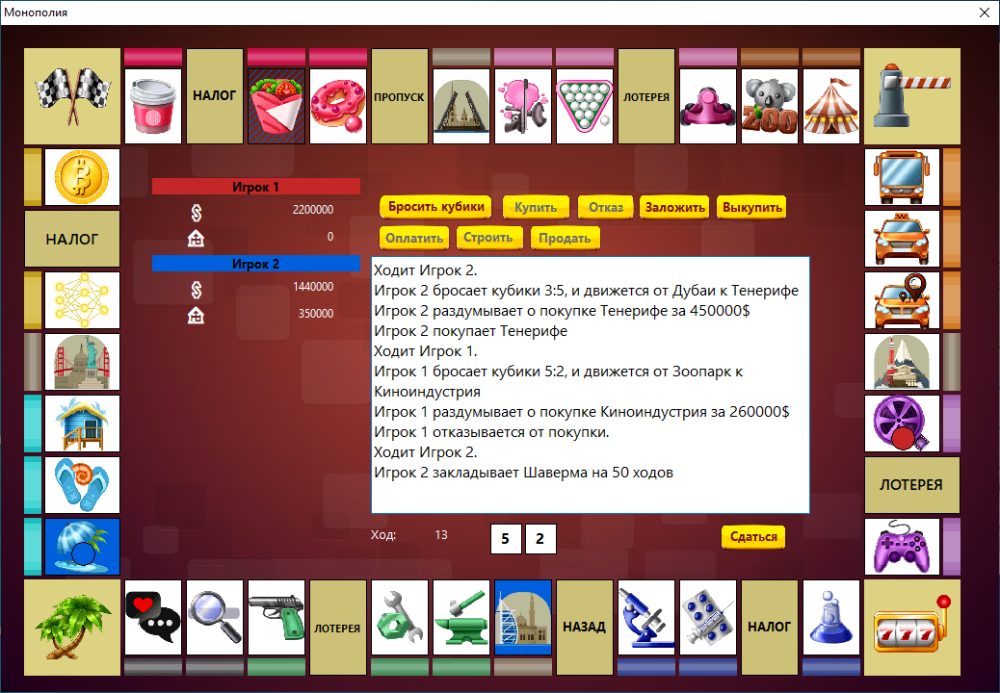 Монополия
НАЛОГ
ПРОПУСК
ЛОТЕРЕЯ
ZOO
НАЛОГ
Игрок 1
2200000
0
Игрок 2
1440000
350000
Бросить кубики
Купить
Отказ
Заложить
Выкупить
Оплатить
Строить
Продать
Ходит Игрок 2.
Игрок 2 бросает кубики 3:5, и движется от Дубаи к Тенерифе
Игрок 2 раздумывает о покупке Тенерифе за 450000$
Игрок 2 покупает Тенерифе
Ходит Игрок 1.
Игрок 1 бросает кубики 5:2, и движется от Зоопарк к
Киноиндустрия
Игрок 1 раздумывает о покупке Киноиндустрия за 260000$
Игрок 1 отказывается от покупки.
Ходит Игрок 2.
Игрок 2 закладывает Шаверма на 50 ходов
ЛОТЕРЕЯ
Ход:
13
5
2
Сдаться
ЛОТЕРЕЯ
НАЗАД
НАЛОГ
777